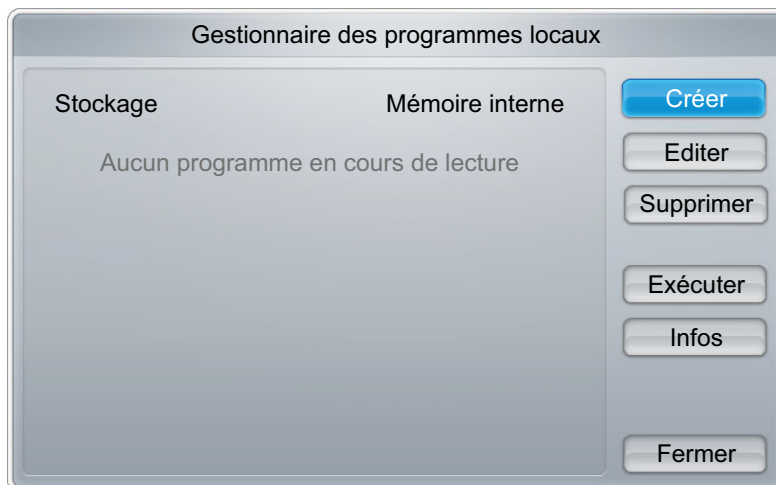 Gestionnaire des programmes locaux
Stockage Mémoire interne
Aucun programme en cours de lecture
Créer
Editer
Supprimer
Exécuter
Infos
Fermer